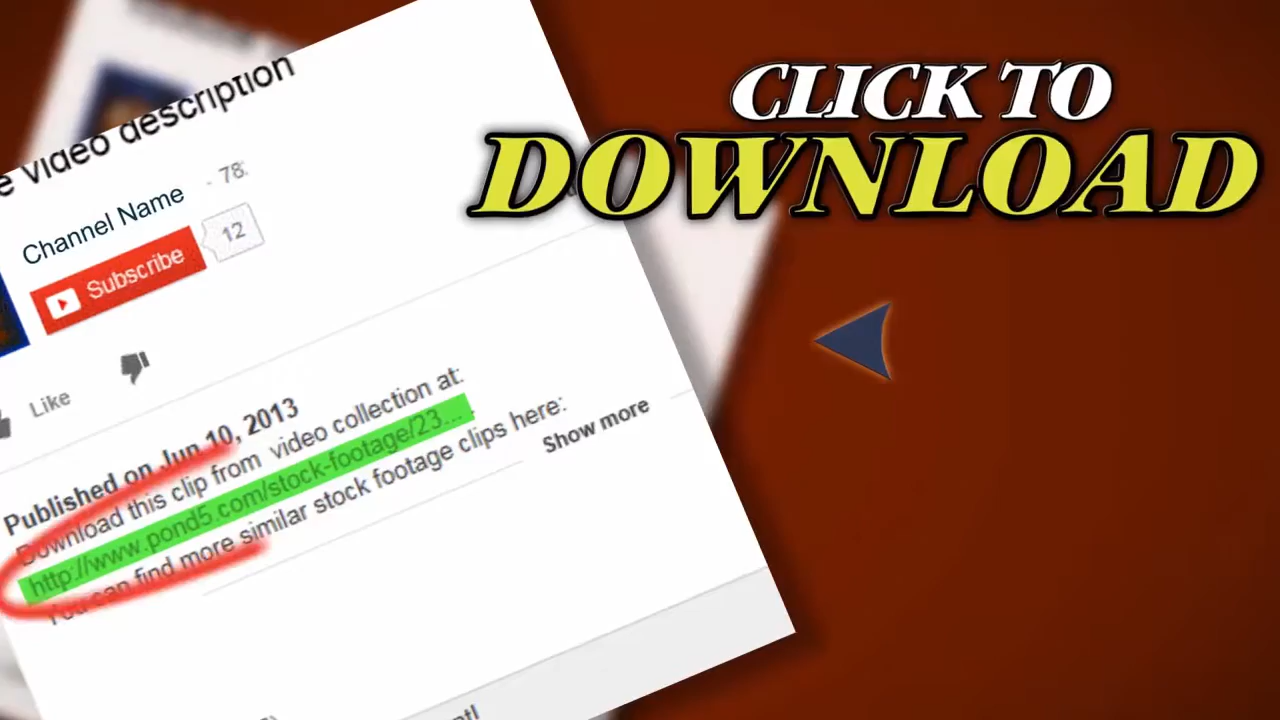 CLICK TO
DOWNLOAD
video description
Channel Name
- 78
Subscribe
12
Like
Published on Jun 10, 2013
Download this clip from video collection at:
http://www.pond5.com/stock-footage/23...
You can find more similar stock footage clips here:
Show more